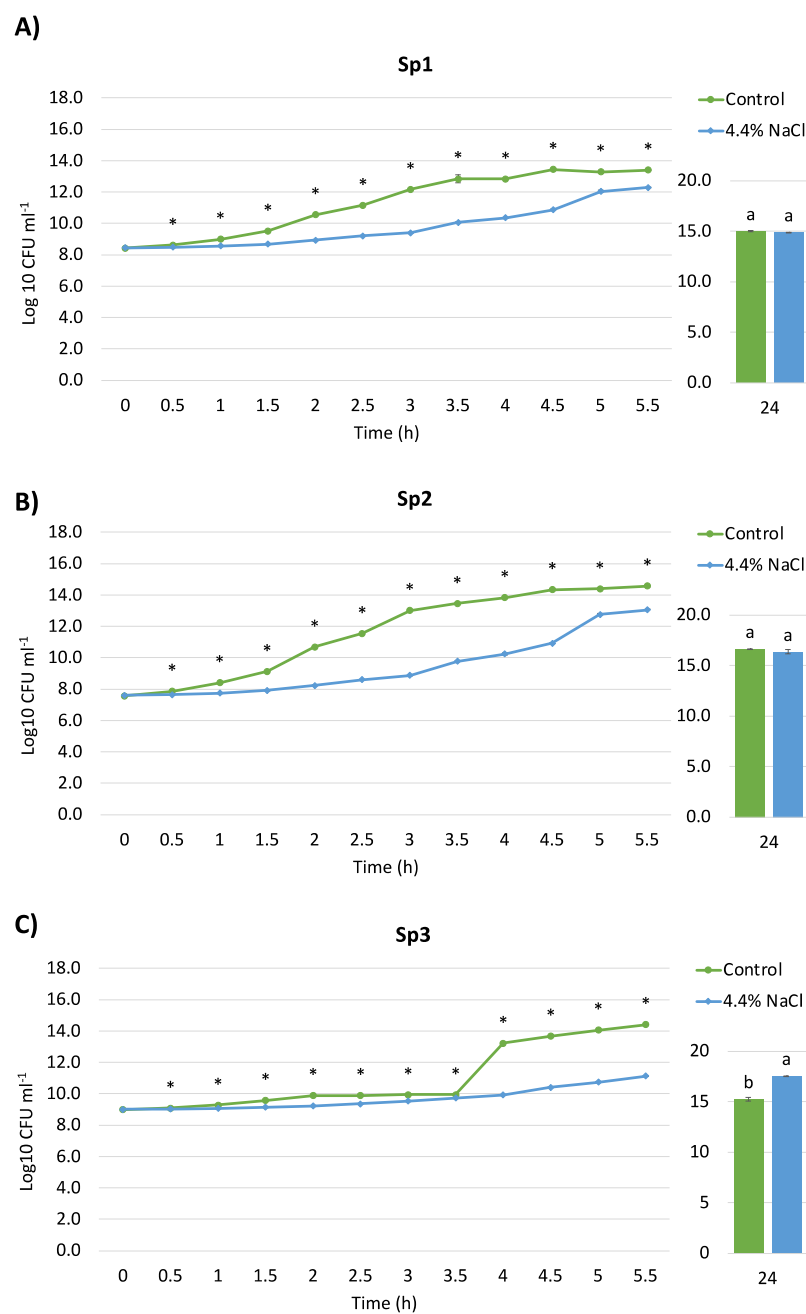 A)
Sp1
18.0
16.0
14.0
12.0
10.0
8.0
6.0
4.0
2.0
0.0
Log 10 CFU ml-1
* * * * * * * * * * *
0 0.5 1 1.5 2 2.5 3 3.5 4 4.5 5 5.5
Time (h)
Control
4.4% NaCl
20.0
15.0
10.0
5.0
0.0
a a
24
B)
Sp2
18.0
16.0
14.0
12.0
10.0
8.0
6.0
4.0
2.0
0.0
Log10 CFU ml-1
* * * * * * * * * * *
0 0.5 1 1.5 2 2.5 3 3.5 4 4.5 5 5.5
Time (h)
Control
4.4% NaCl
20.0
15.0
10.0
5.0
0.0
a a
24
C)
Sp3
18.0
16.0
14.0
12.0
10.0
8.0
6.0
4.0
2.0
0.0
Log10 CFU ml-1
* * * * * * * * * * *
0 0.5 1 1.5 2 2.5 3 3.5 4 4.5 5 5.5
Time (h)
Control
4.4% NaCl
20
15
10
5
0
b a
24